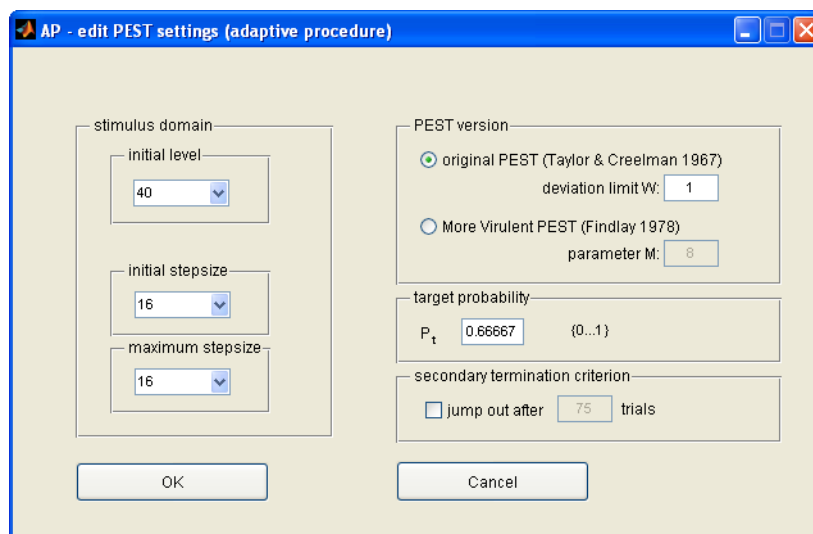 AP - edit PEST settings (adaptive procedure)
stimulus domain
initial level
40
initial stepsize
16
maximum stepsize
16
PEST version
original PEST (Taylor & Creelman 1967)
deviation limit W: 1
More Virulent PEST (Findlay 1978)
parameter M: 8
target probability
Pt 0.66667 {0...1}
secondary termination criterion
jump out after 75 trials
OK
Cancel